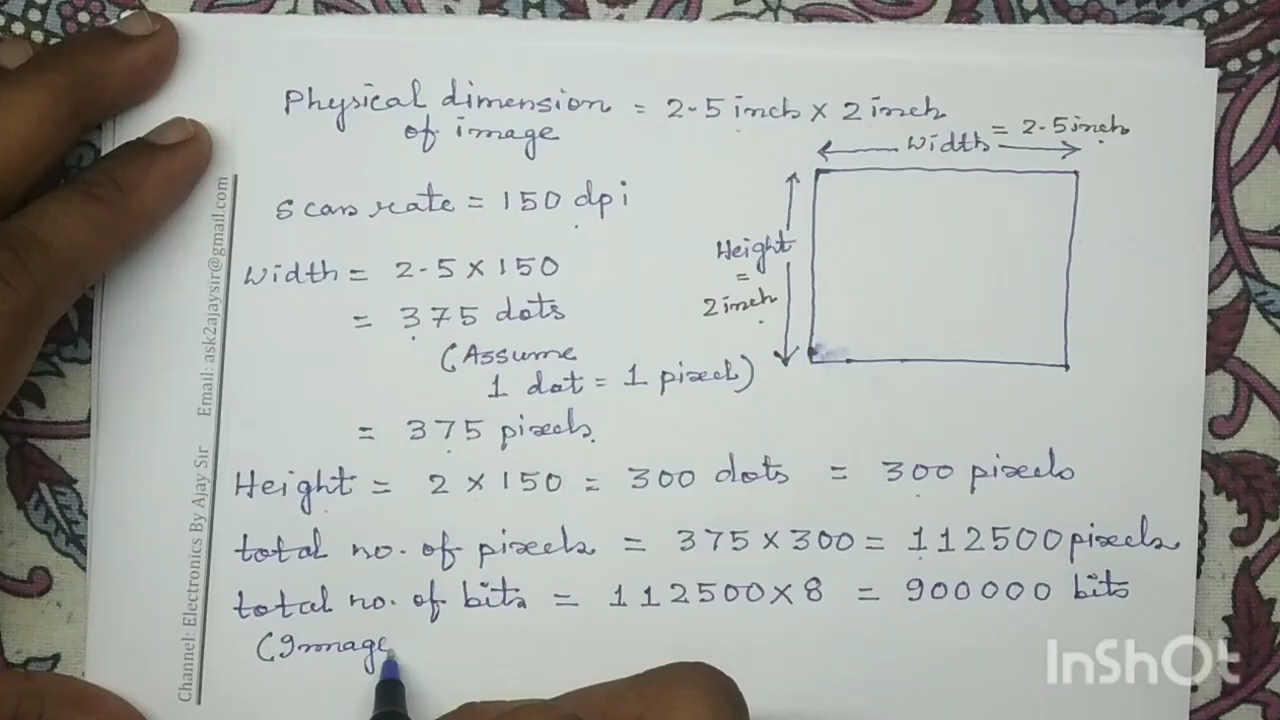 Physical dimension = 2.5 inch × 2 inch
of image
Width = 2.5 inch
Scan rate = 150 dpi
Height
=
2 inch
Width = 2.5 × 150
= 375 dots
(Assume
1 dot = 1 pixel)
= 375 pixels.
Height = 2 × 150 = 300 dots = 300 pixels
total no. of pixels = 375 × 300 = 112500 pixels
total no. of bits = 112500 × 8 = 900000 bits
(Image
Channel: Electronics By Ajay Sir Email: ask2ajaysir@gmail.com
InShOt